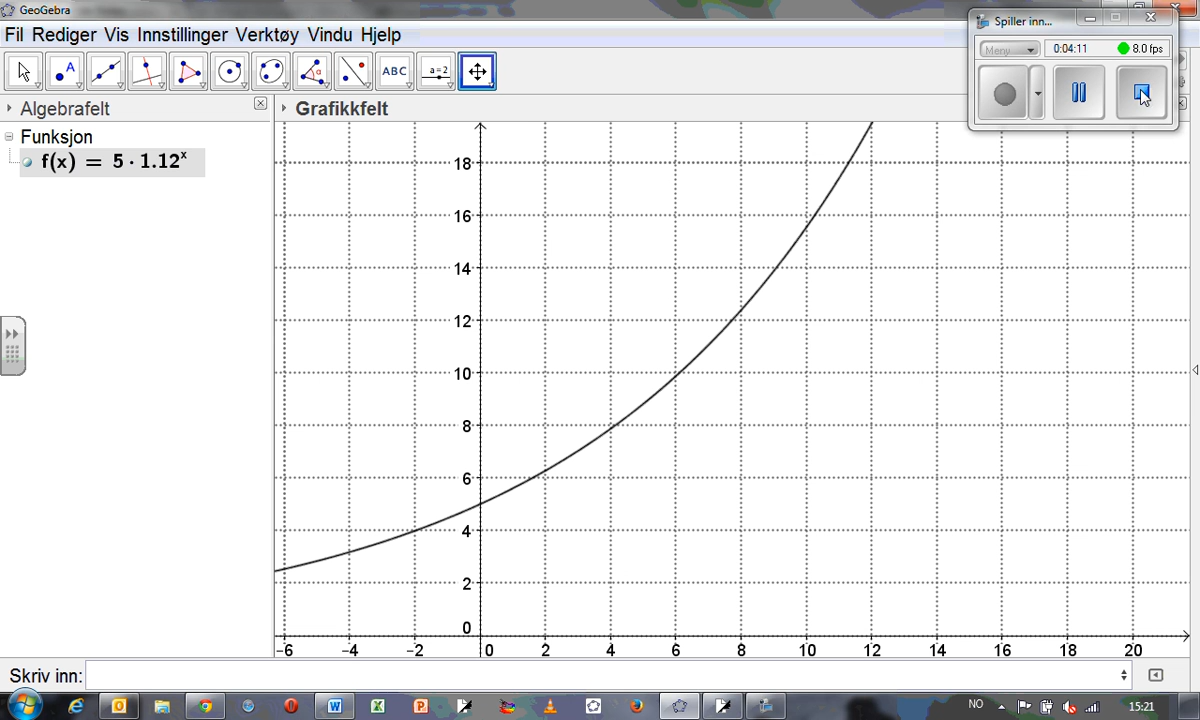 GeoGebra
Fil Rediger Vis Innstillinger Verktøy Vindu Hjelp
A
α
ABC
a=2
Spiller inn...
Meny 0:04:11 8.0 fps
Algebrafelt
Grafikkfelt
Funksjon
f(x) = 5 · 1.12ˣ
18
16
14
12
10
8
6
4
2
0
-6 -4 -2 0 2 4 6 8 10 12 14 16 18 20
Skriv inn:
NO 15:21